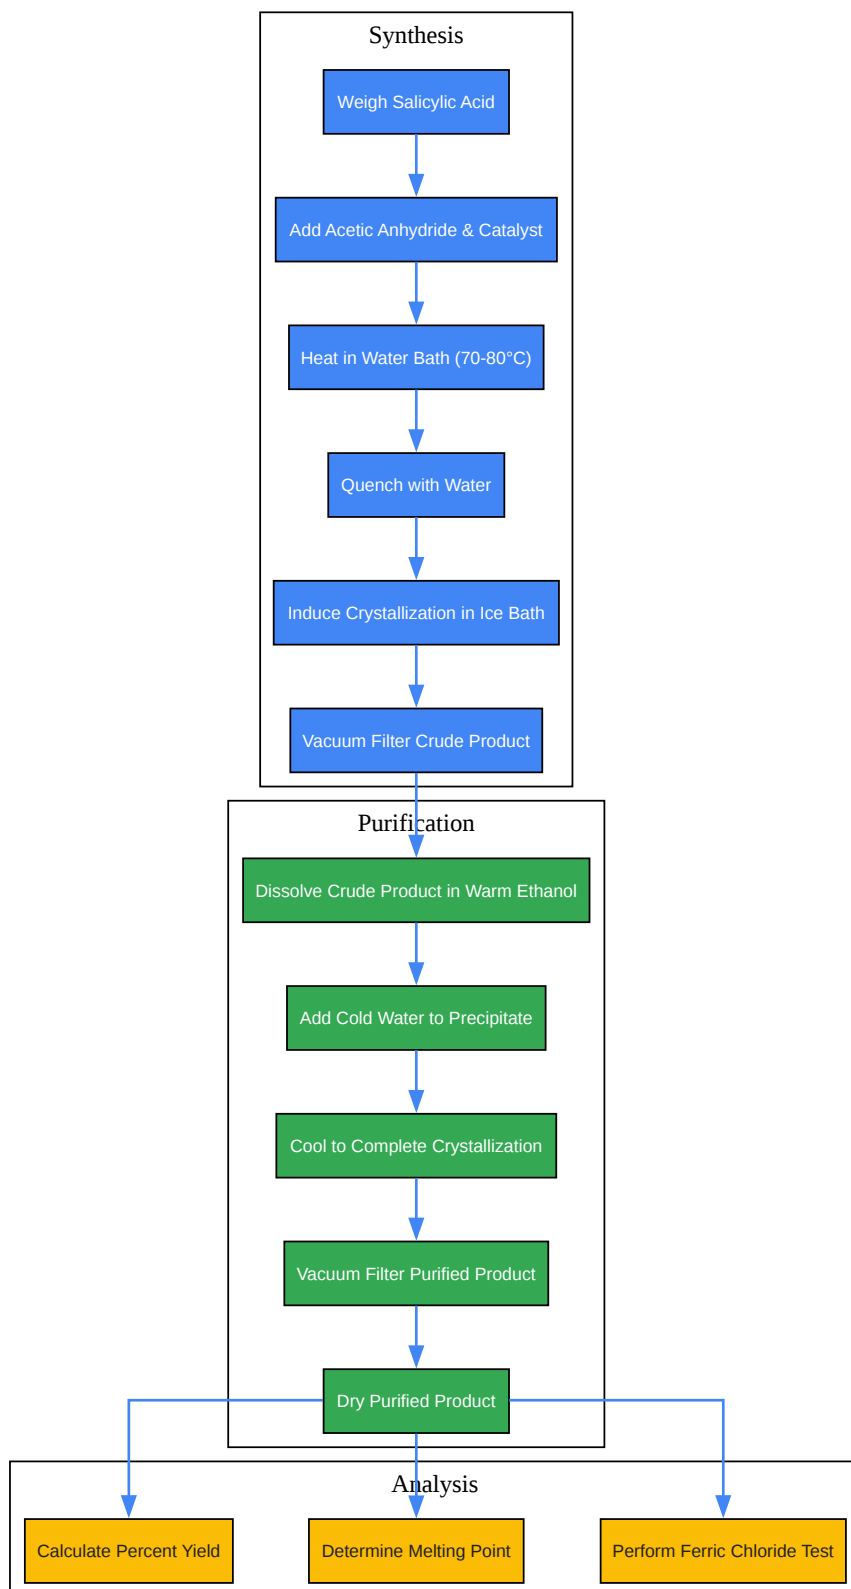 Synthesis
Weigh Salicylic Acid
Add Acetic Anhydride & Catalyst
Heat in Water Bath (70-80°C)
Quench with Water
Induce Crystallization in Ice Bath
Vacuum Filter Crude Product
Purification
Dissolve Crude Product in Warm Ethanol
Add Cold Water to Precipitate
Cool to Complete Crystallization
Vacuum Filter Purified Product
Dry Purified Product
Analysis
Calculate Percent Yield
Determine Melting Point
Perform Ferric Chloride Test